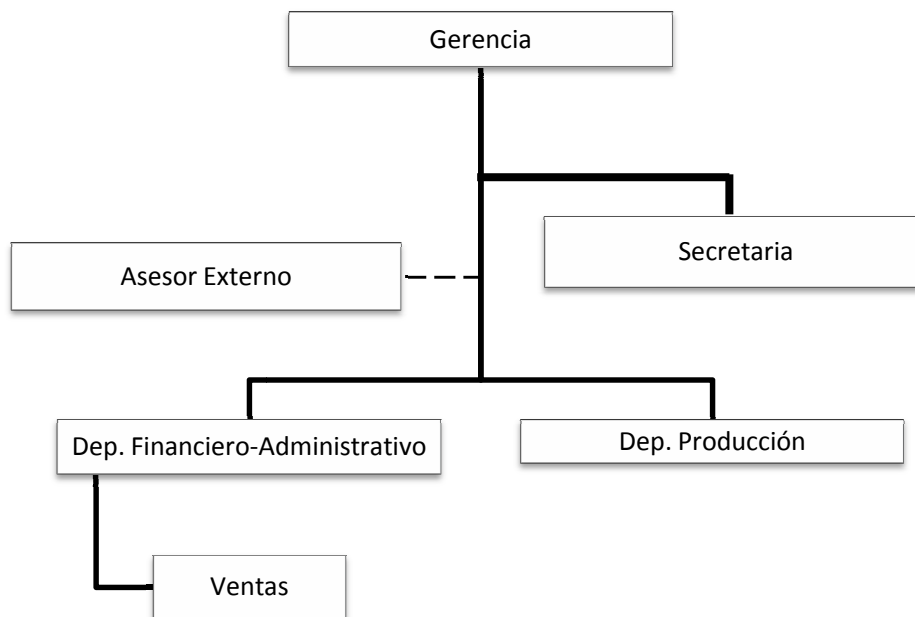 Gerencia
Secretaria
Asesor Externo
Dep. Financiero-Administrativo
Dep. Producción
Ventas